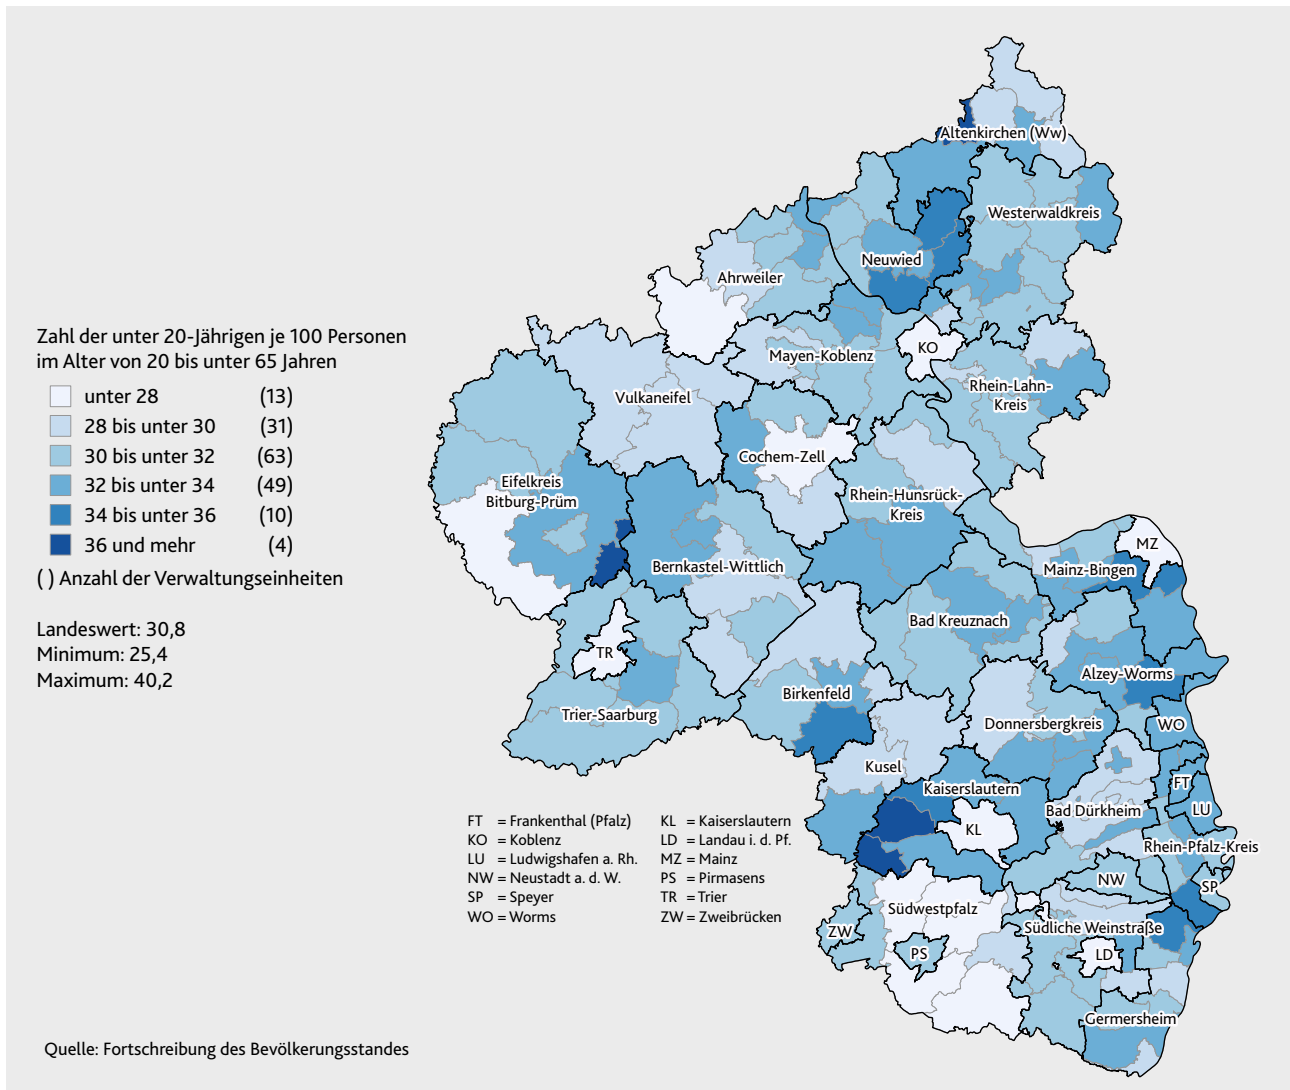 Zahl der unter 20-Jährigen je 100 Personen
im Alter von 20 bis unter 65 Jahren
unter 28 (13)
28 bis unter 30 (31)
30 bis unter 32 (63)
32 bis unter 34 (49)
34 bis unter 36 (10)
36 und mehr (4)
( ) Anzahl der Verwaltungseinheiten
Landeswert: 30,8
Minimum: 25,4
Maximum: 40,2
Altenkirchen (Ww)
Westerwaldkreis
Neuwied
Ahrweiler
KO
Mayen-Koblenz
Rhein-Lahn-
Kreis
Vulkaneifel
Cochem-Zell
Eifelkreis
Bitburg-Prüm
Rhein-Hunsrück-
Kreis
MZ
Mainz-Bingen
Bernkastel-Wittlich
Bad Kreuznach
TR
Alzey-Worms
Birkenfeld
Trier-Saarburg
Donnersbergkreis
WO
Kusel
FT
Kaiserslautern
LU
Bad Dürkheim
KL
Rhein-Pfalz-Kreis
NW
SP
Südwestpfalz
Südliche Weinstraße
ZW
PS
LD
Germersheim
FT = Frankenthal (Pfalz)
KO = Koblenz
LU = Ludwigshafen a. Rh.
NW = Neustadt a. d. W.
SP = Speyer
WO = Worms
KL = Kaiserslautern
LD = Landau i. d. Pf.
MZ = Mainz
PS = Pirmasens
TR = Trier
ZW = Zweibrücken
Quelle: Fortschreibung des Bevölkerungsstandes